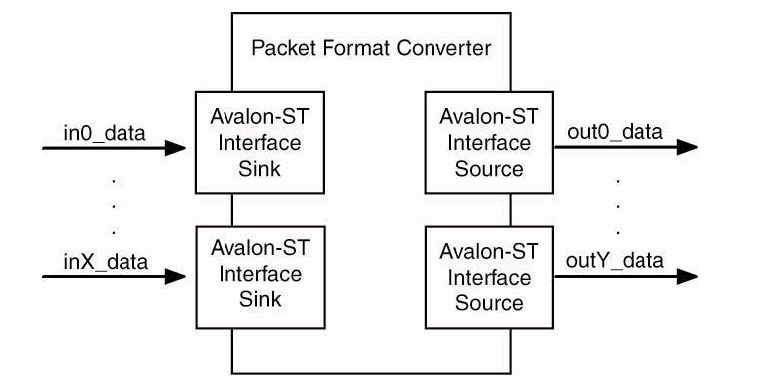 Packet Format Converter
in0_data
Avalon-ST
Interface
Sink
Avalon-ST
Interface
Source
out0_data
inX_data
Avalon-ST
Interface
Sink
Avalon-ST
Interface
Source
outY_data